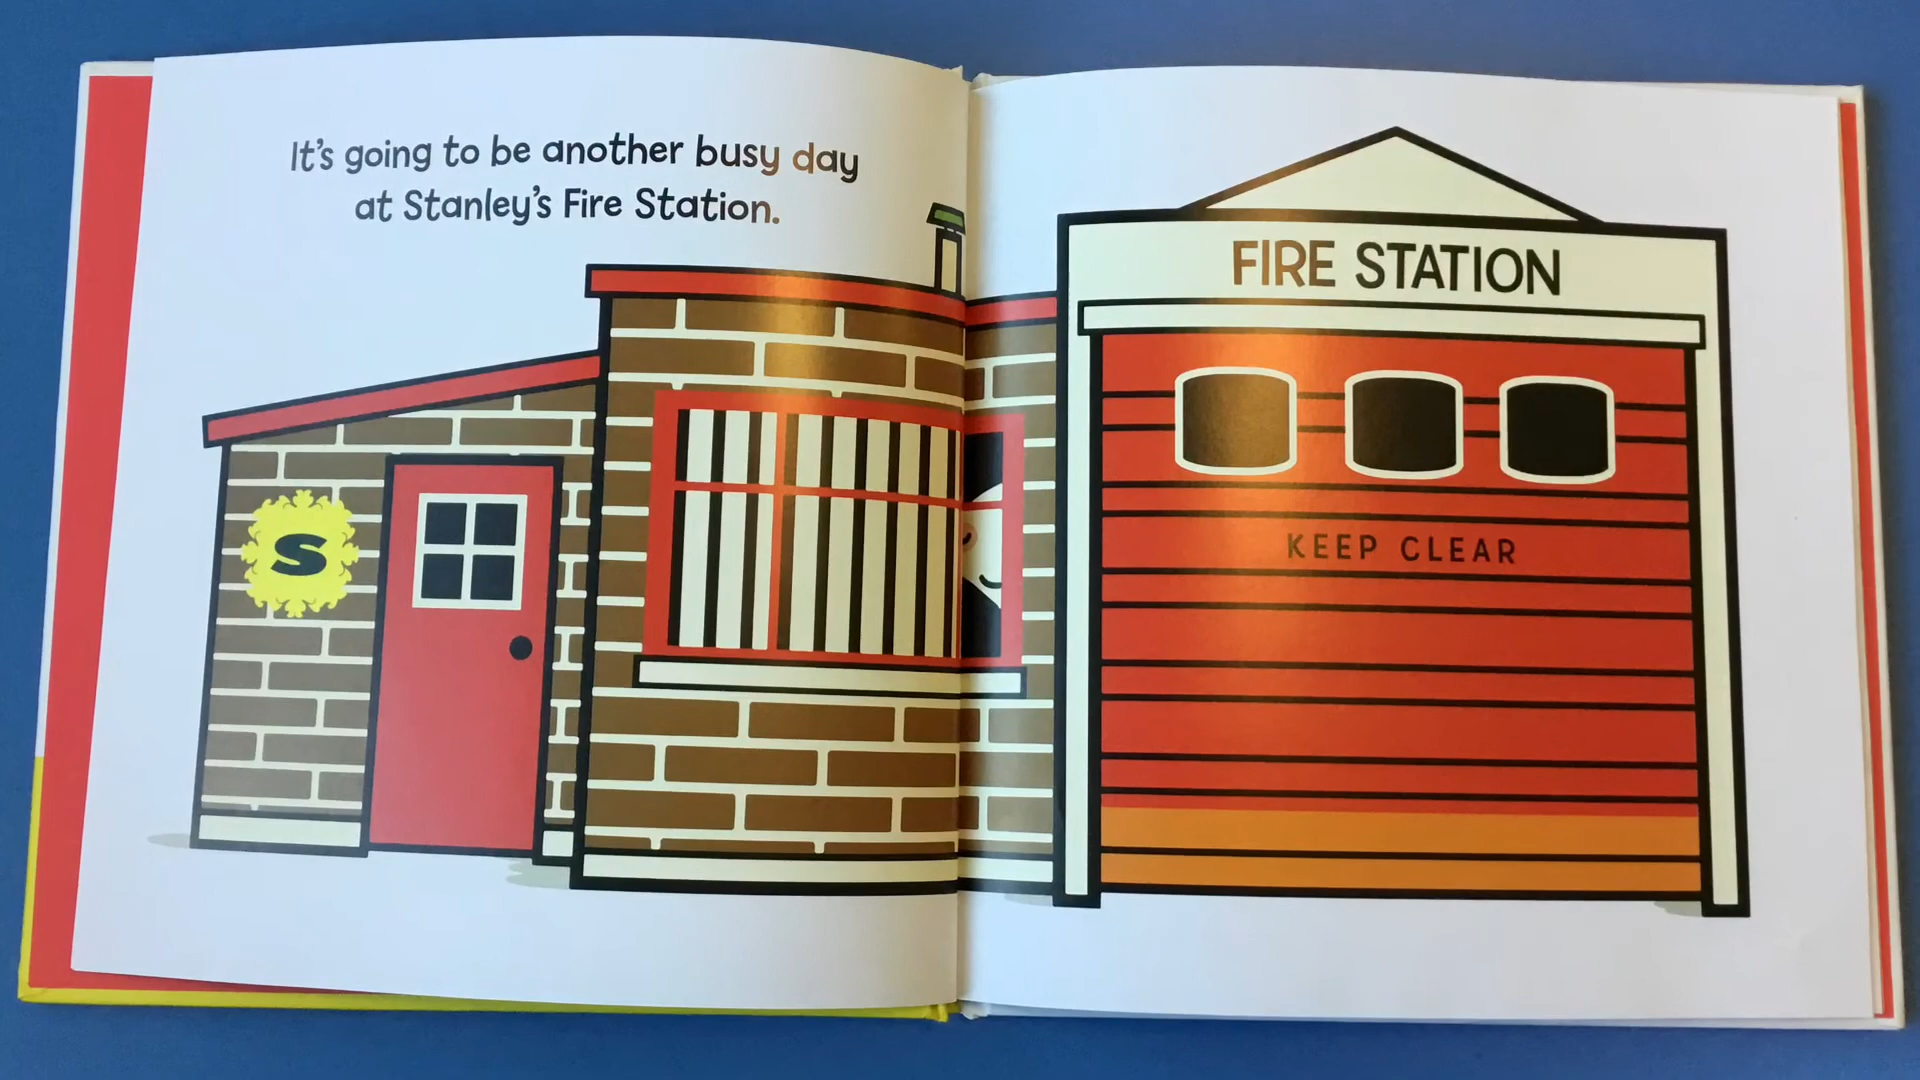 It's going to be another busy day
at Stanley's Fire Station.
S
FIRE STATION
KEEP CLEAR